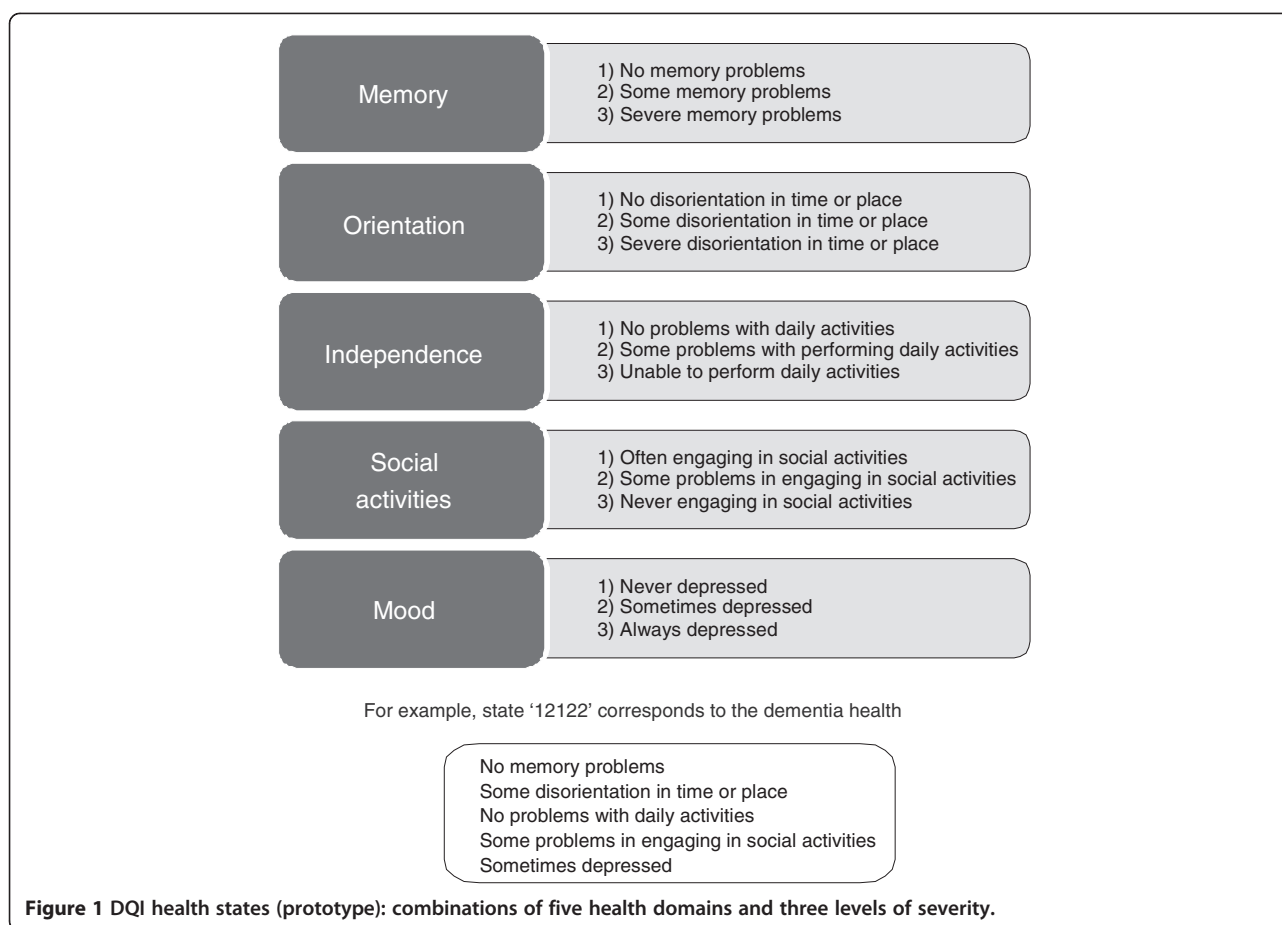 Memory
1) No memory problems
2) Some memory problems
3) Severe memory problems
Orientation
1) No disorientation in time or place
2) Some disorientation in time or place
3) Severe disorientation in time or place
Independence
1) No problems with daily activities
2) Some problems with performing daily activities
3) Unable to perform daily activities
Social
activities
1) Often engaging in social activities
2) Some problems in engaging in social activities
3) Never engaging in social activities
Mood
1) Never depressed
2) Sometimes depressed
3) Always depressed
For example, state ‘12122’ corresponds to the dementia health
No memory problems
Some disorientation in time or place
No problems with daily activities
Some problems in engaging in social activities
Sometimes depressed
Figure 1 DQI health states (prototype): combinations of five health domains and three levels of severity.